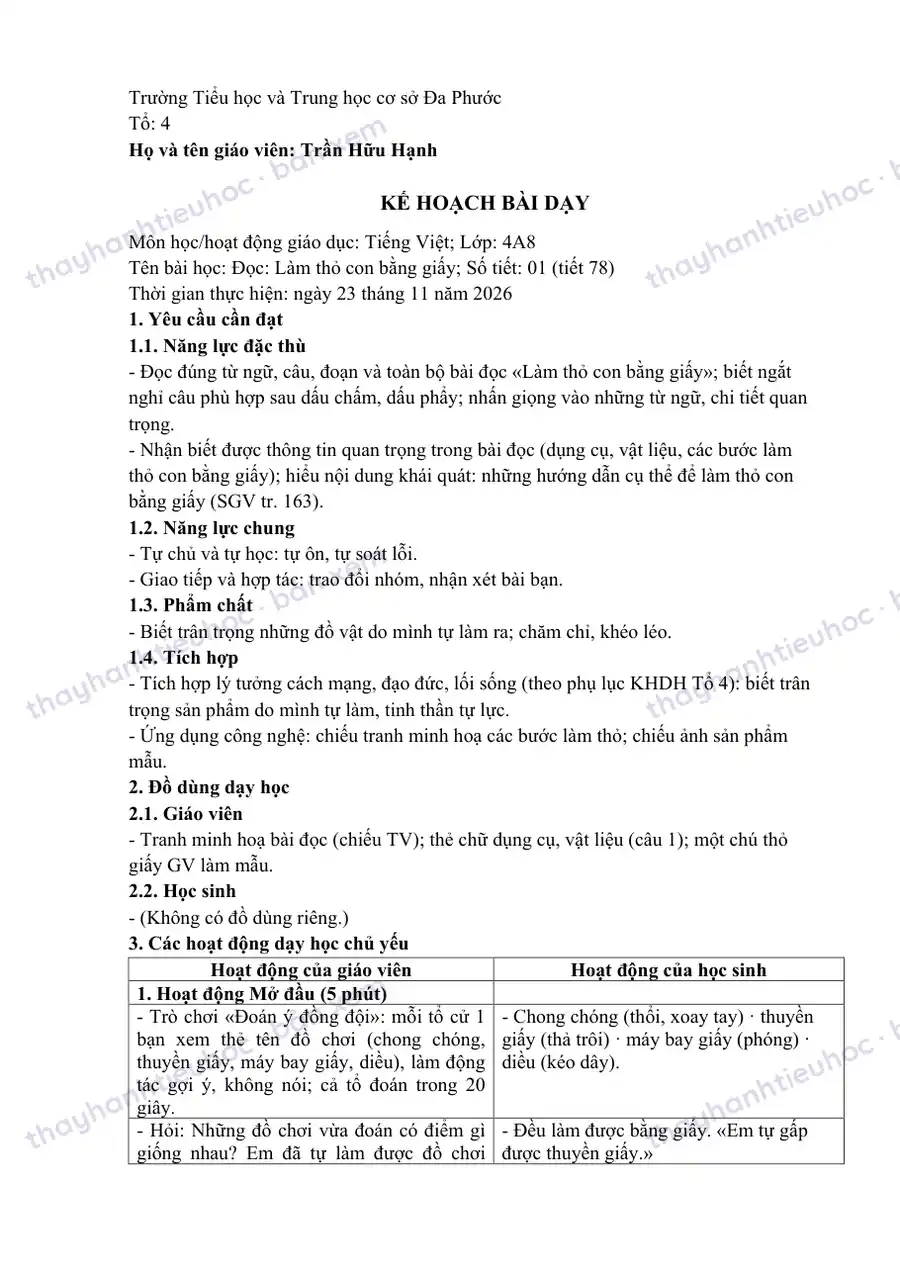 Trường Tiểu học và Trung học cơ sở Đa Phước
Tổ: 4
Họ và tên giáo viên: Trần Hữu Hạnh
KẾ HOẠCH BÀI DẠY
Môn học/hoạt động giáo dục: Tiếng Việt; Lớp: 4A8
Tên bài học: Đọc: Làm thỏ con bằng giấy; Số tiết: 01 (tiết 78)
Thời gian thực hiện: ngày 23 tháng 11 năm 2026
1. Yêu cầu cần đạt
1.1. Năng lực đặc thù
- Đọc đúng từ ngữ, câu, đoạn và toàn bộ bài đọc «Làm thỏ con bằng giấy»; biết ngắt
nghỉ câu phù hợp sau dấu chấm, dấu phẩy; nhấn giọng vào những từ ngữ, chi tiết quan
trọng.
- Nhận biết được thông tin quan trọng trong bài đọc (dụng cụ, vật liệu, các bước làm
thỏ con bằng giấy); hiểu nội dung khái quát: những hướng dẫn cụ thể để làm thỏ con
bằng giấy (SGV tr. 163).
1.2. Năng lực chung
- Tự chủ và tự học: tự ôn, tự soát lỗi.
- Giao tiếp và hợp tác: trao đổi nhóm, nhận xét bài bạn.
1.3. Phẩm chất
- Biết trân trọng những đồ vật do mình tự làm ra; chăm chỉ, khéo léo.
1.4. Tích hợp
- Tích hợp lý tưởng cách mạng, đạo đức, lối sống (theo phụ lục KHDH Tổ 4): biết trân
trọng sản phẩm do mình tự làm, tinh thần tự lực.
- Ứng dụng công nghệ: chiếu tranh minh hoạ các bước làm thỏ; chiếu ảnh sản phẩm
mẫu.
2. Đồ dùng dạy học
2.1. Giáo viên
- Tranh minh hoạ bài đọc (chiếu TV); thẻ chữ dụng cụ, vật liệu (câu 1); một chú thỏ
giấy GV làm mẫu.
2.2. Học sinh
- (Không có đồ dùng riêng.)
3. Các hoạt động dạy học chủ yếu
Hoạt động của giáo viên
Hoạt động của học sinh
1. Hoạt động Mở đầu (5 phút)
- Trò chơi «Đoán ý đồng đội»: mỗi tổ cử 1
bạn xem thẻ tên đồ chơi (chong chóng,
thuyền giấy, máy bay giấy, diều), làm động
tác gợi ý, không nói; cả tổ đoán trong 20
giây.
- Chong chóng (thổi, xoay tay) · thuyền
giấy (thả trôi) · máy bay giấy (phóng) ·
diều (kéo dây).
- Hỏi: Những đồ chơi vừa đoán có điểm gì
giống nhau? Em đã tự làm được đồ chơi
- Đều làm được bằng giấy. «Em tự gấp
được thuyền giấy.»
thayhanhtieuhoc · bản xem
thayhanhtieuhoc · b
thayhanhtieuhoc · bản xem
thayhanhtieuhoc · b
thayhanhtieuhoc · bản xem
thayhanhtieuhoc · b